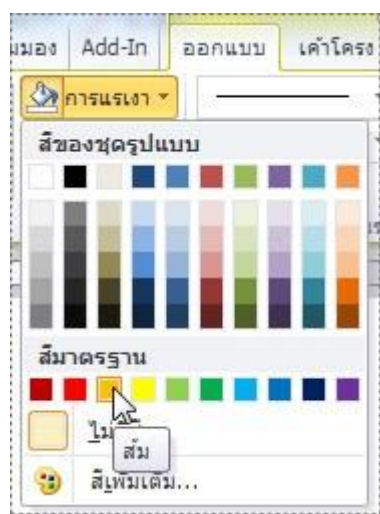 Add-In ออกแบบ เค้าโครง
การแรเงา
สีของชุดรูปแบบ
สีมาตรฐาน
ส้ม
สีเพิ่มเติม...